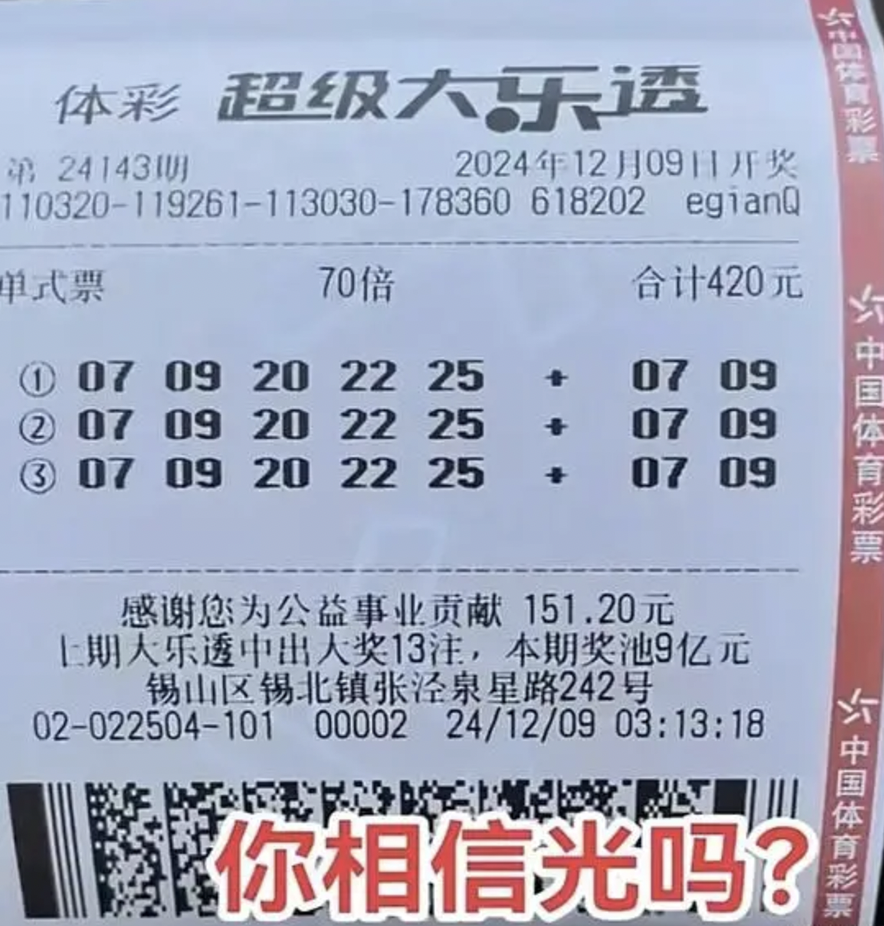 体彩 超级大乐透
第 24143期 2024年12月09日开奖
110320-119261-113030-178360 618202 egianQ
单式票 70倍 合计420元
① 07 09 20 22 25 + 07 09
② 07 09 20 22 25 + 07 09
③ 07 09 20 22 25 + 07 09
感谢您为公益事业贡献 151.20元
上期大乐透中出大奖13注，本期奖池9亿元
锡山区锡北镇张泾泉星路242号
02-022504-101 00002 24/12/09 03:13:18
你相信光吗？
中国体育彩票
中国体育彩票
中国体育彩票